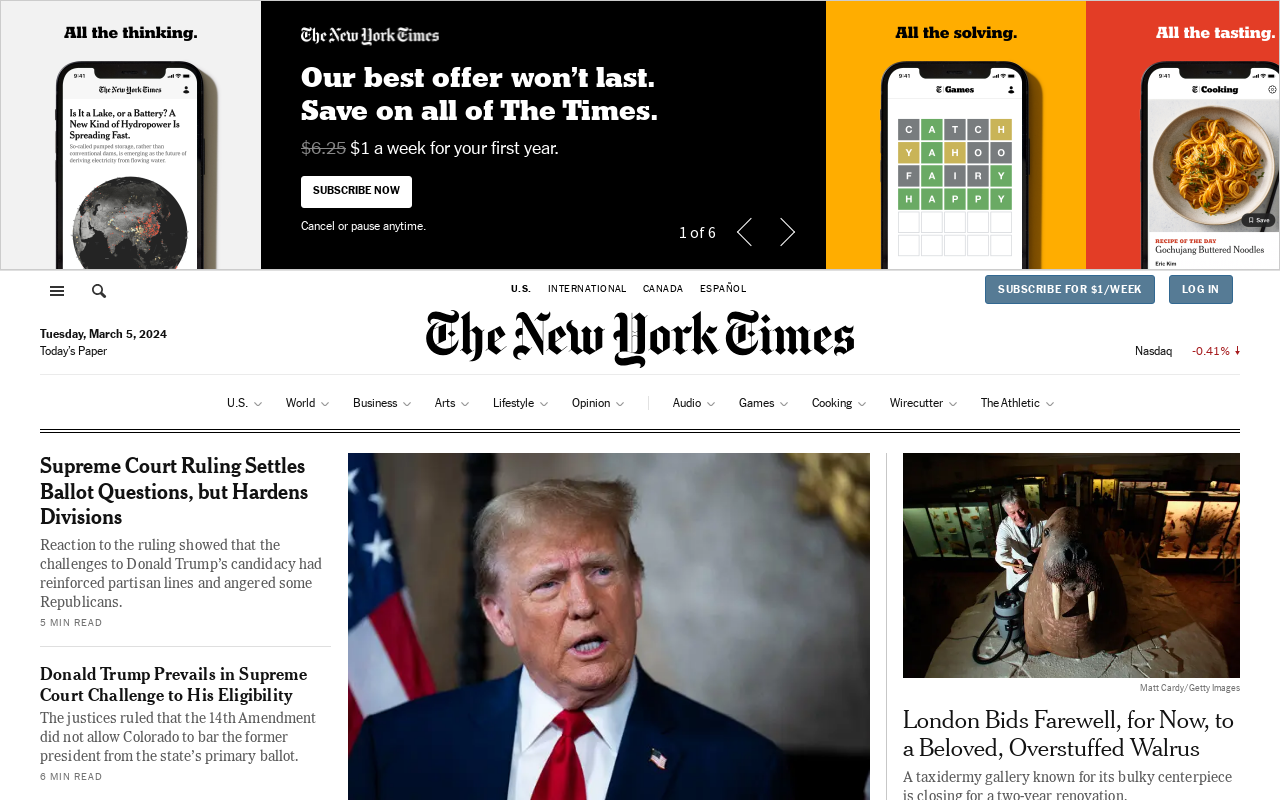 All the thinking.
9:41
The New York Times
Is It a Lake, or a Battery? A
New Kind of Hydropower Is
Spreading Fast.
So-called pumped storage, rather than
conventional dams, is emerging as the future of
deriving electricity from flowing water.
The New York Times
Our best offer won’t last.
Save on all of The Times.
$6.25 $1 a week for your first year.
SUBSCRIBE NOW
Cancel or pause anytime.
1 of 6
All the solving.
9:41
T Games
C A T C H
Y A H O O
F A I R Y
H A P P Y
All the tasting.
9:41
T Cooking
Save
RECIPE OF THE DAY
Gochujang Buttered Noodles
Eric Kim
U.S. INTERNATIONAL CANADA ESPAÑOL
SUBSCRIBE FOR $1/WEEK
LOG IN
Tuesday, March 5, 2024
Today’s Paper
The New York Times
Nasdaq -0.41%
U.S. World Business Arts Lifestyle Opinion Audio Games Cooking Wirecutter The Athletic
Supreme Court Ruling Settles
Ballot Questions, but Hardens
Divisions
Reaction to the ruling showed that the
challenges to Donald Trump’s candidacy had
reinforced partisan lines and angered some
Republicans.
5 MIN READ
Donald Trump Prevails in Supreme
Court Challenge to His Eligibility
The justices ruled that the 14th Amendment
did not allow Colorado to bar the former
president from the state’s primary ballot.
6 MIN READ
Matt Cardy/Getty Images
London Bids Farewell, for Now, to
a Beloved, Overstuffed Walrus
A taxidermy gallery known for its bulky centerpiece
is closing for a two-year renovation.